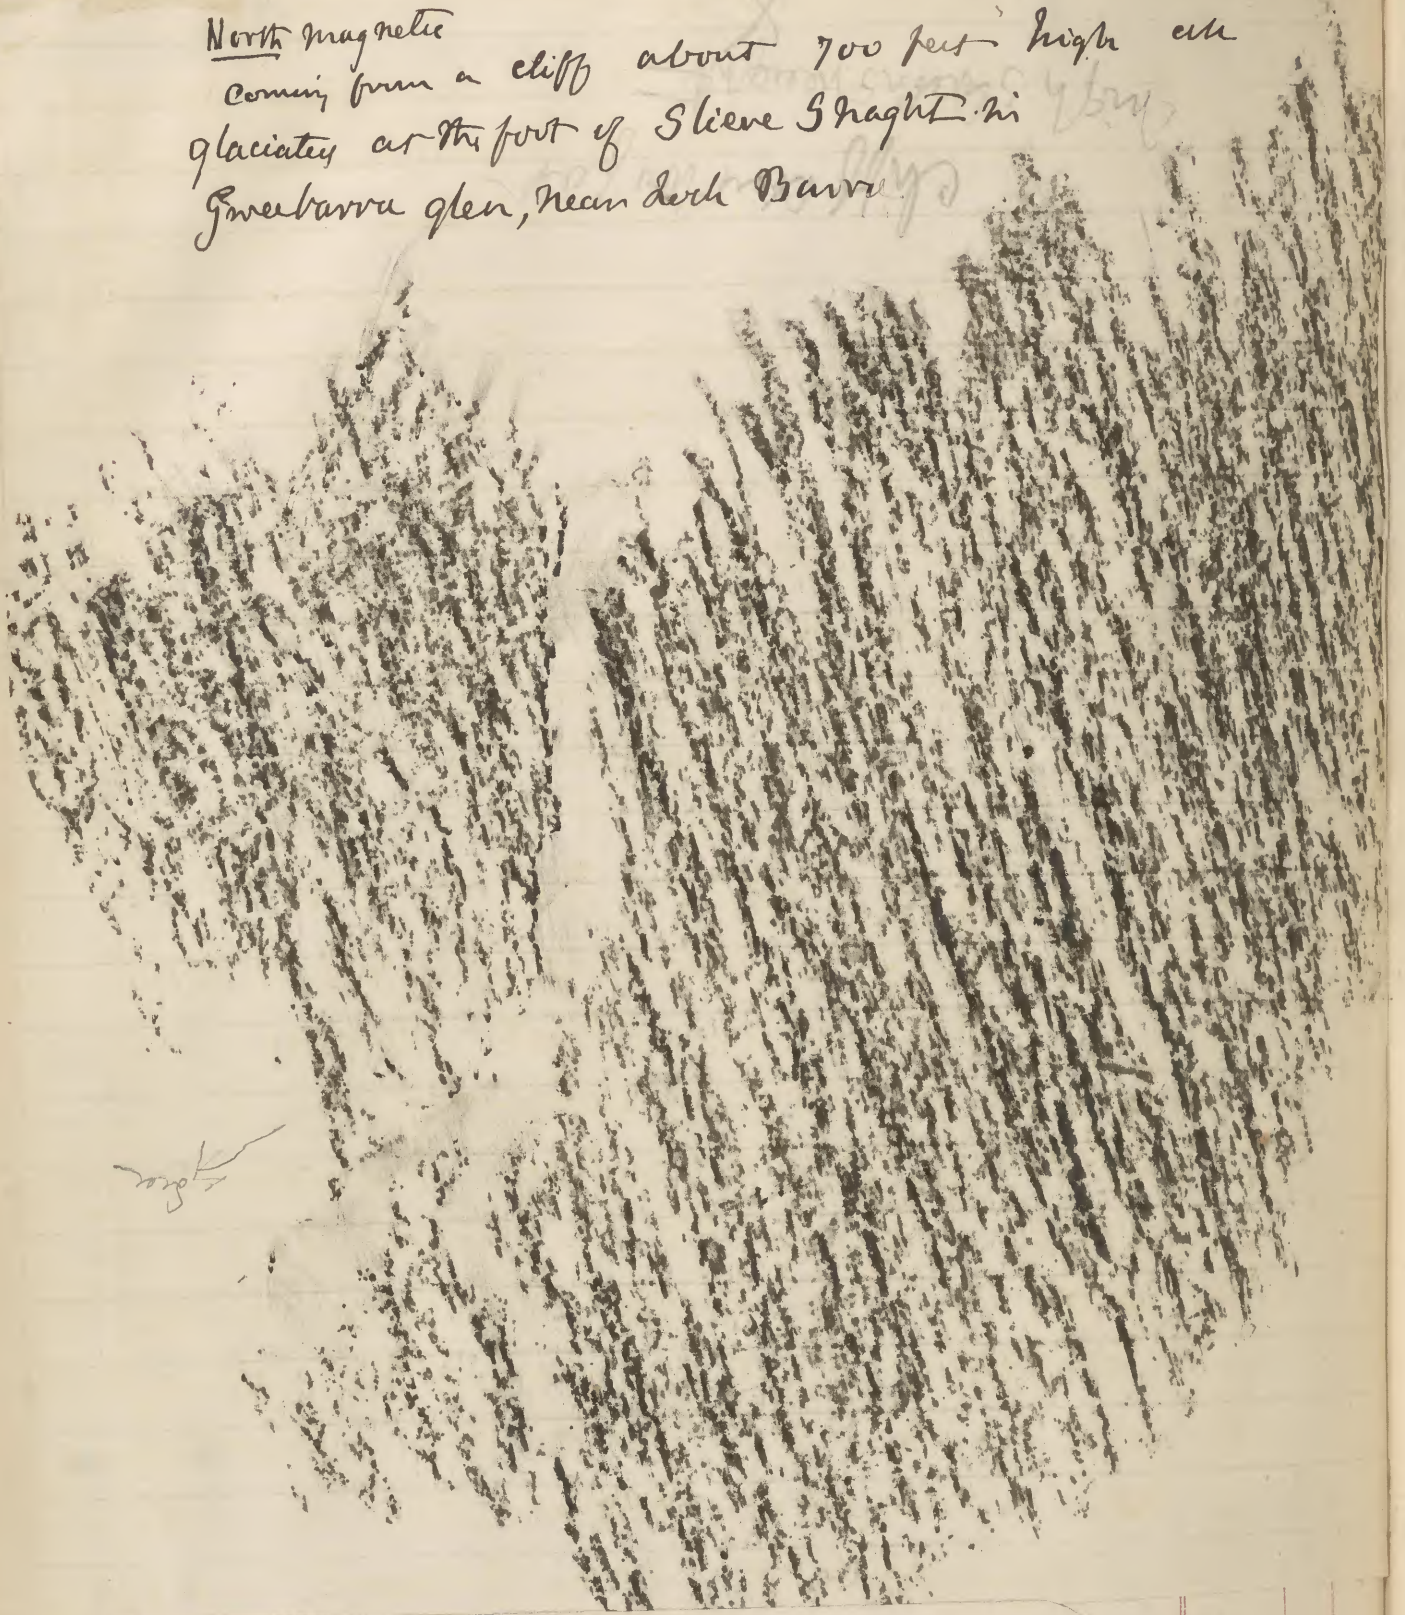 North magnetic
coming from a cliff about 700 feet high all
glaciated at the foot of Slieve Snaght in
Gweebarra glen, near Loch Barra